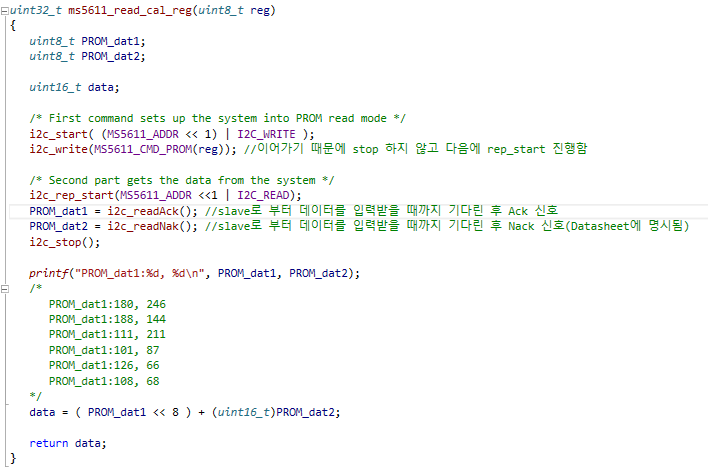 uint32_t ms5611_read_cal_reg(uint8_t reg)
{
uint8_t PROM_dat1;
uint8_t PROM_dat2;
uint16_t data;
/* First command sets up the system into PROM read mode */
i2c_start( (MS5611_ADDR << 1) | I2C_WRITE );
i2c_write(MS5611_CMD_PROM(reg)); //이어가기 때문에 stop 하지 않고 다음에 rep_start 진행함
/* Second part gets the data from the system */
i2c_rep_start(MS5611_ADDR <<1 | I2C_READ);
PROM_dat1 = i2c_readAck(); //slave로 부터 데이터를 입력받을 때까지 기다린 후 Ack 신호
PROM_dat2 = i2c_readNak(); //slave로 부터 데이터를 입력받을 때까지 기다린 후 Nack 신호(Datasheet에 명시됨)
i2c_stop();
printf("PROM_dat1:%d, %d\n", PROM_dat1, PROM_dat2);
/*
PROM_dat1:180, 246
PROM_dat1:188, 144
PROM_dat1:111, 211
PROM_dat1:101, 87
PROM_dat1:126, 66
PROM_dat1:108, 68
*/
data = ( PROM_dat1 << 8 ) + (uint16_t)PROM_dat2;
return data;
}